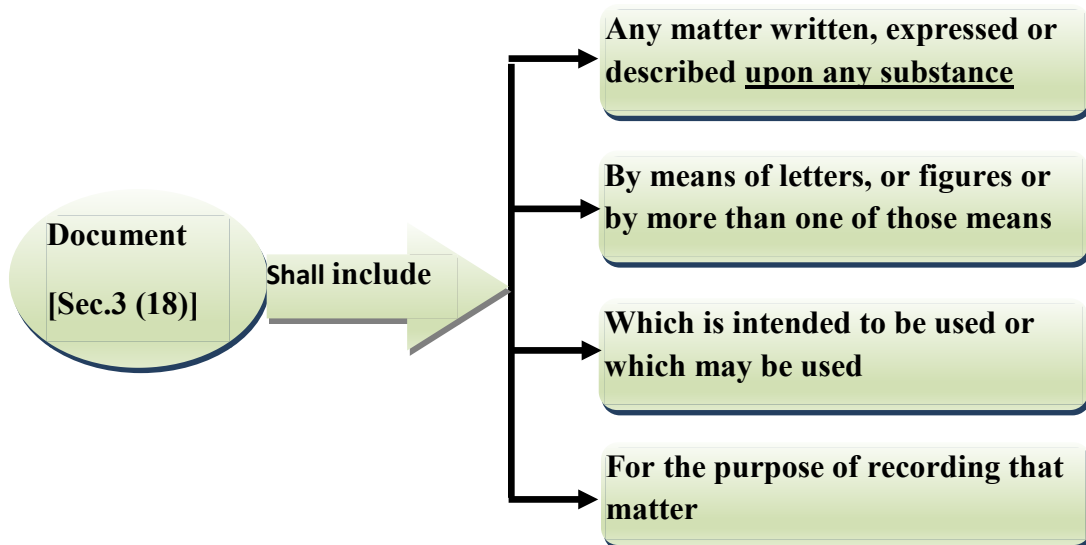 Document
[Sec.3 (18)]
Shall include
Any matter written, expressed or
described upon any substance
By means of letters, or figures or
by more than one of those means
Which is intended to be used or
which may be used
For the purpose of recording that
matter